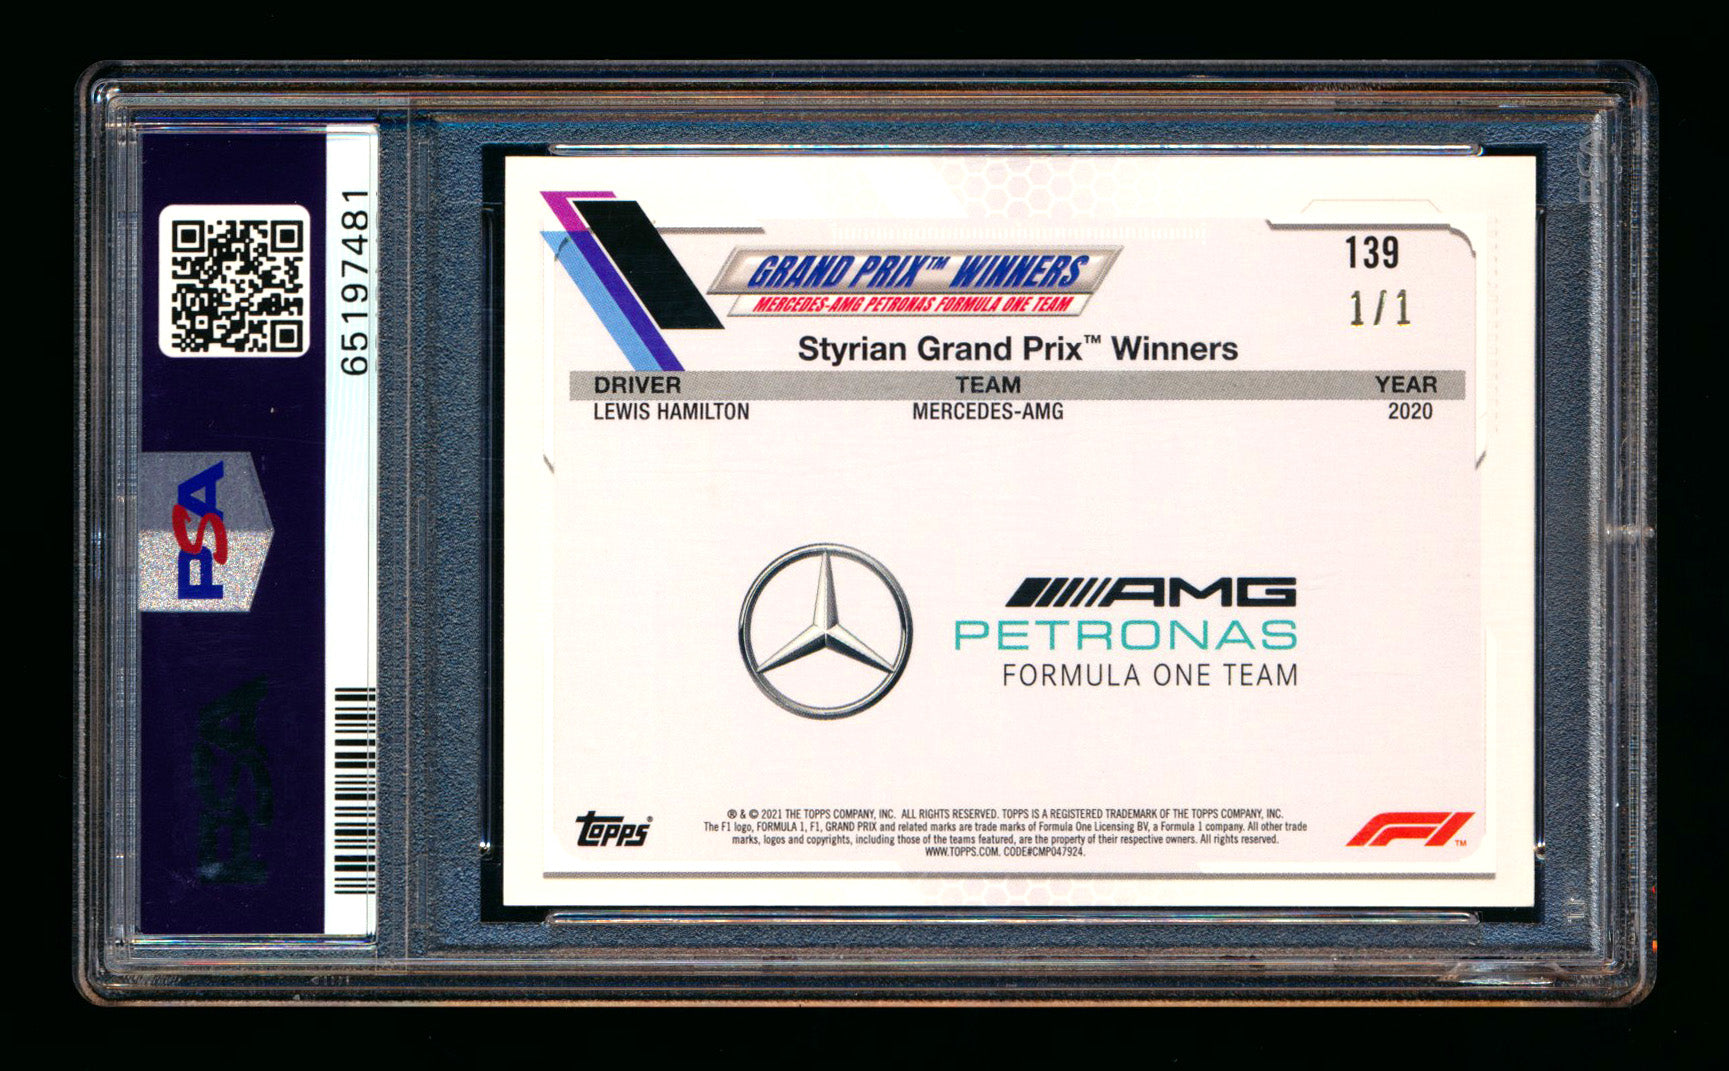 65197481
PSA
PSA
GRAND PRIX™ WINNERS
MERCEDES-AMG PETRONAS FORMULA ONE TEAM
139
1/1
Styrian Grand Prix™ Winners
DRIVER TEAM YEAR
LEWIS HAMILTON MERCEDES-AMG 2020
AMG
PETRONAS
FORMULA ONE TEAM
topps®
® & © 2021 THE TOPPS COMPANY, INC. ALL RIGHTS RESERVED. TOPPS IS A REGISTERED TRADEMARK OF THE TOPPS COMPANY, INC.
The F1 logo, FORMULA 1, F1, GRAND PRIX and related marks are trade marks of Formula One Licensing BV, a Formula 1 company. All other trade
marks, logos and copyrights, including those of the teams featured, are the property of their respective owners. All rights reserved.
WWW.TOPPS.COM. CODE#CMP047924.
F1™